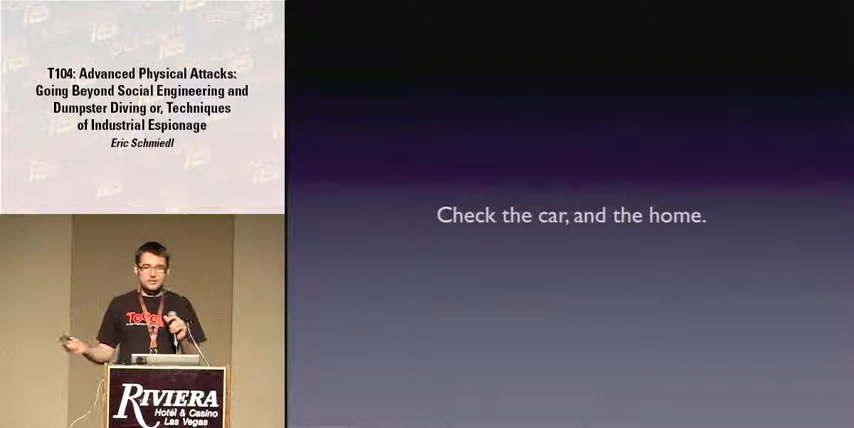 T104: Advanced Physical Attacks:
Going Beyond Social Engineering and
Dumpster Diving or, Techniques
of Industrial Espionage
Eric Schmiedl
Check the car, and the home.
RIVIERA
Hotel & Casino
Las Vegas